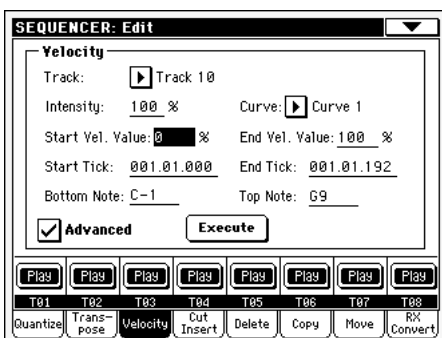 SEQUENCER: Edit
Velocity
Track: Track 10
Intensity: 100 % Curve: Curve 1
Start Vel. Value: 0 % End Vel. Value: 100 %
Start Tick: 001.01.000 End Tick: 001.01.192
Bottom Note: C-1 Top Note: G9
Advanced Execute
Play Play Play Play Play Play Play Play
T01 T02 T03 T04 T05 T06 T07 T08
Quantize Trans-pose Velocity Cut Insert Delete Copy Move RX Convert